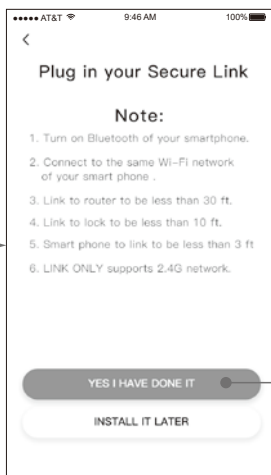 AT&T 9:46 AM 100%
Plug in your Secure Link
Note:
1. Turn on Bluetooth of your smartphone.
2. Connect to the same Wi-Fi network
of your smart phone .
3. Link to router to be less than 30 ft.
4. Link to lock to be less than 10 ft.
5. Smart phone to link to be less than 3 ft
6. LINK ONLY supports 2.4G network.
YES I HAVE DONE IT
INSTALL IT LATER